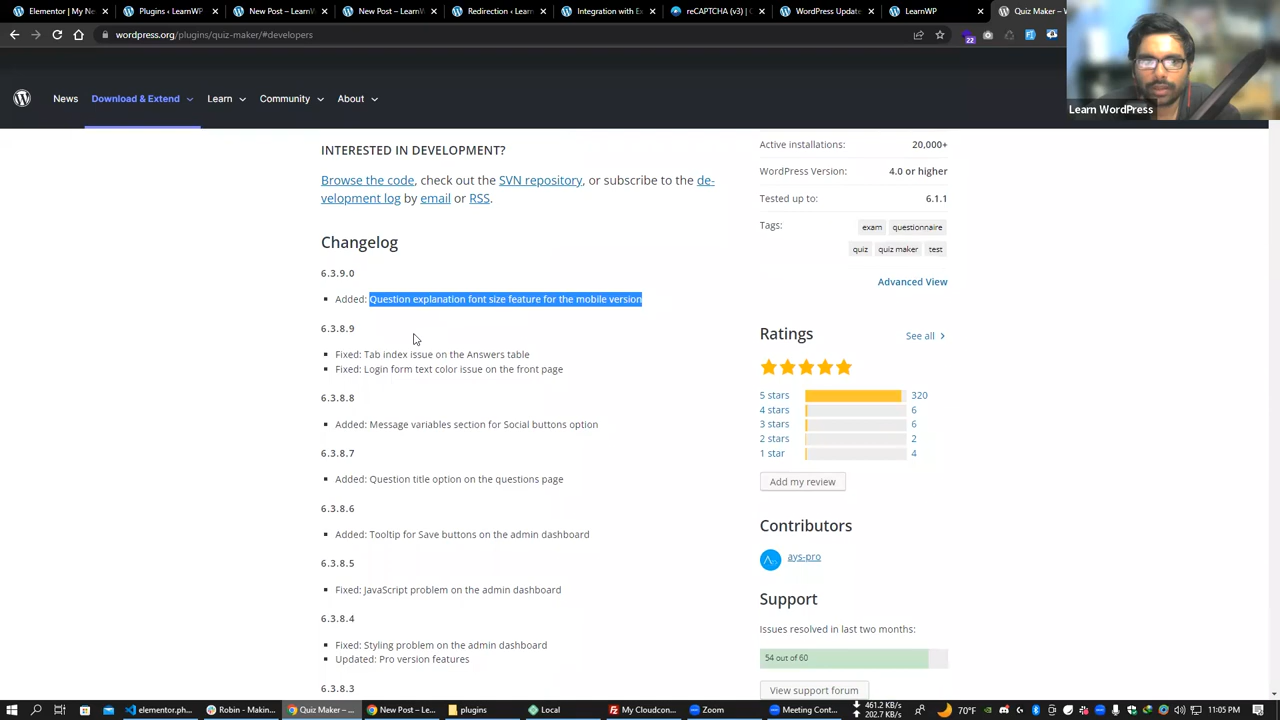 Elementor | My Ne
Plugins ‹ LearnWP
New Post ‹ LearnW
New Post ‹ LearnW
Redirection ‹ Learn
Integration with Ex
reCAPTCHA (v3) | C
WordPress Update
LearnWP
Quiz Maker – W
wordpress.org/plugins/quiz-maker/#developers
22
Learn WordPress
News
Download & Extend
Learn
Community
About
INTERESTED IN DEVELOPMENT?
Browse the code, check out the SVN repository, or subscribe to the de-
velopment log by email or RSS.
Changelog
6.3.9.0
Added: Question explanation font size feature for the mobile version
6.3.8.9
Fixed: Tab index issue on the Answers table
Fixed: Login form text color issue on the front page
6.3.8.8
Added: Message variables section for Social buttons option
6.3.8.7
Added: Question title option on the questions page
6.3.8.6
Added: Tooltip for Save buttons on the admin dashboard
6.3.8.5
Fixed: JavaScript problem on the admin dashboard
6.3.8.4
Fixed: Styling problem on the admin dashboard
Updated: Pro version features
6.3.8.3
Active installations: 20,000+
WordPress Version: 4.0 or higher
Tested up to: 6.1.1
Tags: exam questionnaire
quiz quiz maker test
Advanced View
Ratings See all
5 stars 320
4 stars 6
3 stars 6
2 stars 2
1 star 4
Add my review
Contributors
ays-pro
Support
Issues resolved in last two months:
54 out of 60
View support forum
elementor.ph...
Robin - Makin...
Quiz Maker – ...
New Post ‹ Le...
plugins
Local
My Cloudcon...
Zoom
Meeting Cont...
461.2 KB
202.7 KB
70°F
11:05 PM